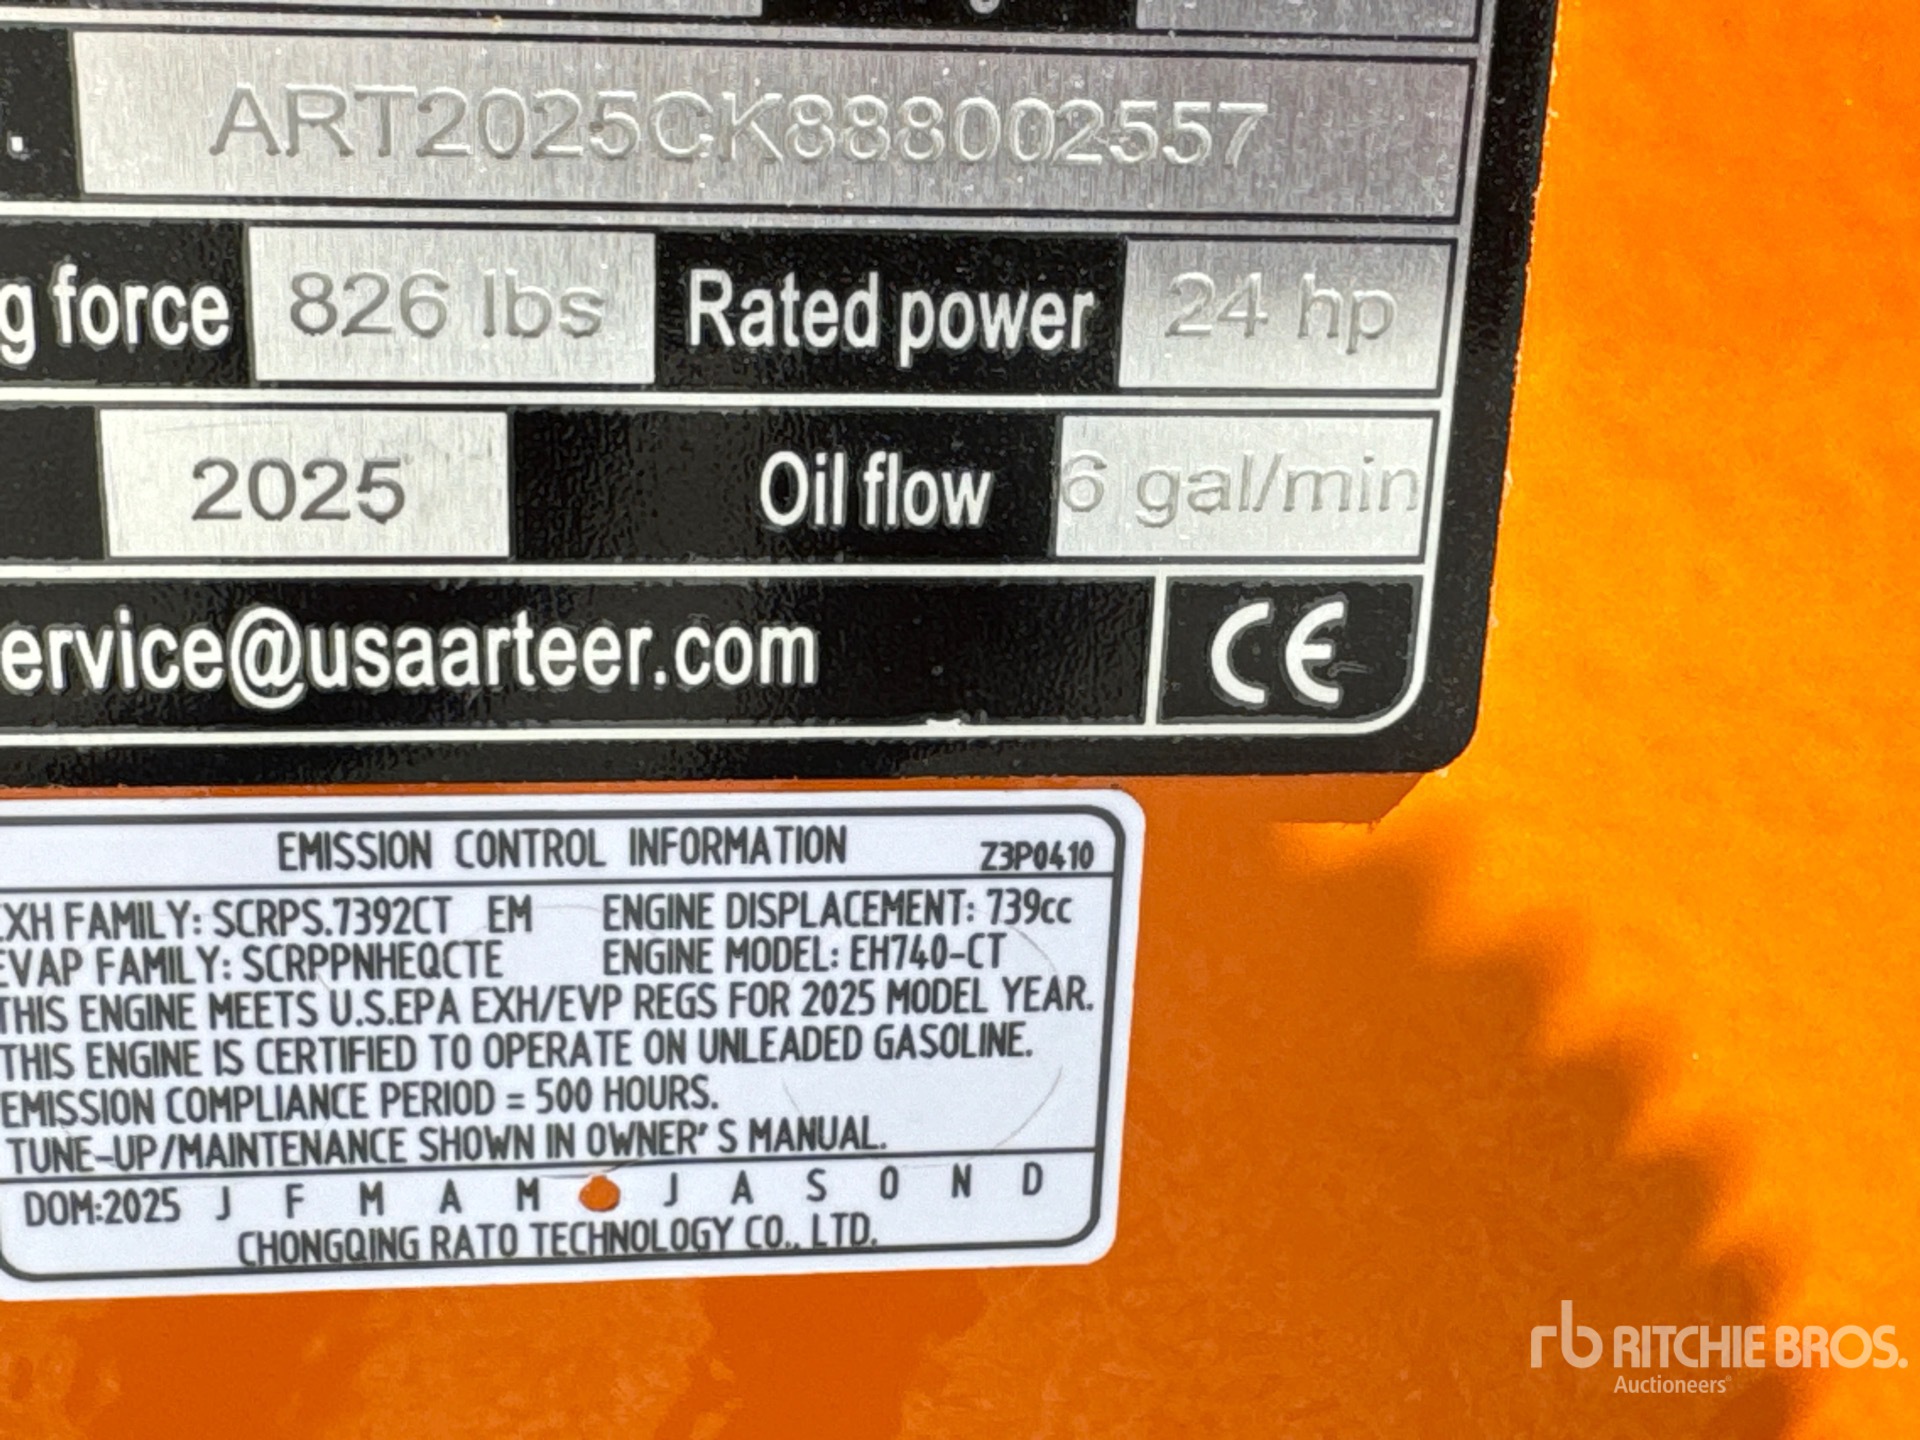 ART2025CK888002557
g force 826 lbs Rated power 24 hp
2025 Oil flow 6 gal/min
ervice@usaarteer.com CE
EMISSION CONTROL INFORMATION Z3P0410
EXH FAMILY: SCRPS.7392CT EM ENGINE DISPLACEMENT: 739cc
EVAP FAMILY: SCRPPNHEQCTE ENGINE MODEL: EH740-CT
THIS ENGINE MEETS U.S.EPA EXH/EVP REGS FOR 2025 MODEL YEAR.
THIS ENGINE IS CERTIFIED TO OPERATE ON UNLEADED GASOLINE.
EMISSION COMPLIANCE PERIOD = 500 HOURS.
TUNE-UP/MAINTENANCE SHOWN IN OWNER'S MANUAL.
DOM:2025 J F M A M J A S O N D
CHONGQING RATO TECHNOLOGY CO., LTD.
rb RITCHIE BROS.
Auctioneers